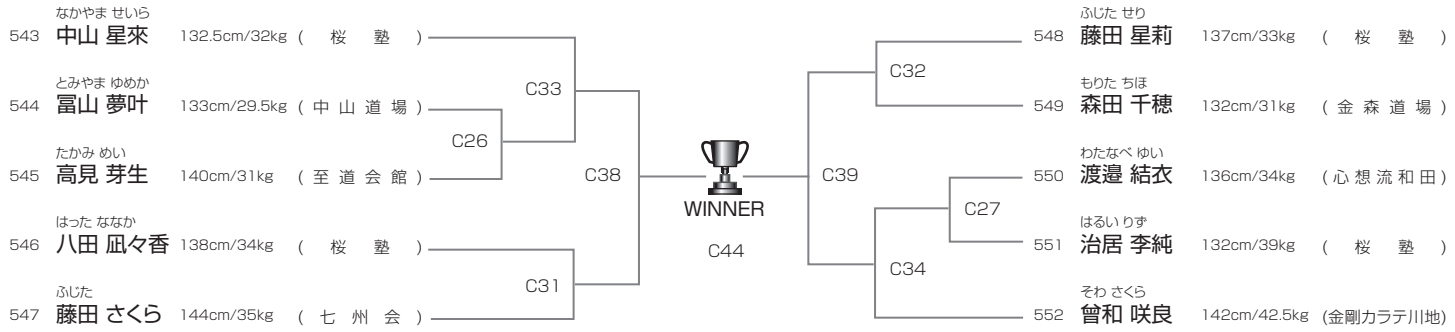 なかやま せいら
543 中山 星來 132.5cm/32kg ( 桜 塾 )
とみやま ゆめか
544 冨山 夢叶 133cm/29.5kg ( 中 山 道 場 )
たかみ めい
545 高見 芽生 140cm/31kg ( 至 道 会 館 )
はった ななか
546 八田 凪々香 138cm/34kg ( 桜 塾 )
ふじた
547 藤田 さくら 144cm/35kg ( 七 州 会 )
C33
C26
C38
C31
WINNER
C44
C32
C39
C27
C34
ふじた せり
548 藤田 星莉 137cm/33kg ( 桜 塾 )
もりた ちほ
549 森田 千穂 132cm/31kg ( 金 森 道 場 )
わたなべ ゆい
550 渡邉 結衣 136cm/34kg ( 心 想 流 和 田 )
はるい りず
551 治居 李純 132cm/39kg ( 桜 塾 )
そわ さくら
552 曾和 咲良 142cm/42.5kg (金剛カラテ川地)